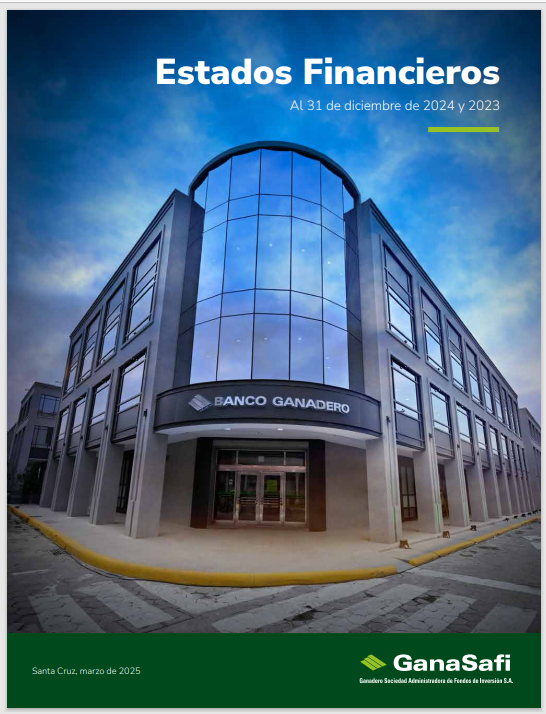 Estados Financieros
Al 31 de diciembre de 2024 y 2023
BANCO GANADERO
Santa Cruz, marzo de 2025
GanaSafi
Ganadero Sociedad Administradora de Fondos de Inversión S.A.